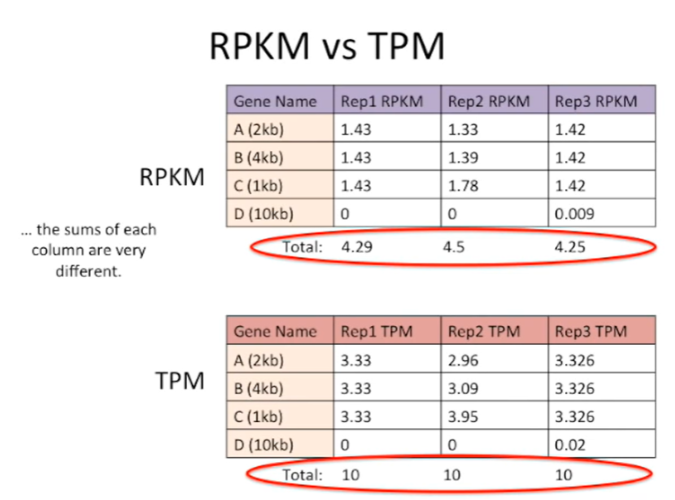 RPKM vs TPM
RPKM
... the sums of each
column are very
different.
Gene Name Rep1 RPKM Rep2 RPKM Rep3 RPKM
A (2kb) 1.43 1.33 1.42
B (4kb) 1.43 1.39 1.42
C (1kb) 1.43 1.78 1.42
D (10kb) 0 0 0.009
Total: 4.29 4.5 4.25
TPM
Gene Name Rep1 TPM Rep2 TPM Rep3 TPM
A (2kb) 3.33 2.96 3.326
B (4kb) 3.33 3.09 3.326
C (1kb) 3.33 3.95 3.326
D (10kb) 0 0 0.02
Total: 10 10 10